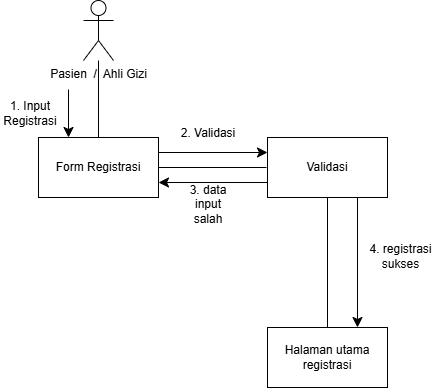 Pasien / Ahli Gizi
1. Input
Registrasi
2. Validasi
Form Registrasi
Validasi
3. data
input
salah
4. registrasi
sukses
Halaman utama
registrasi